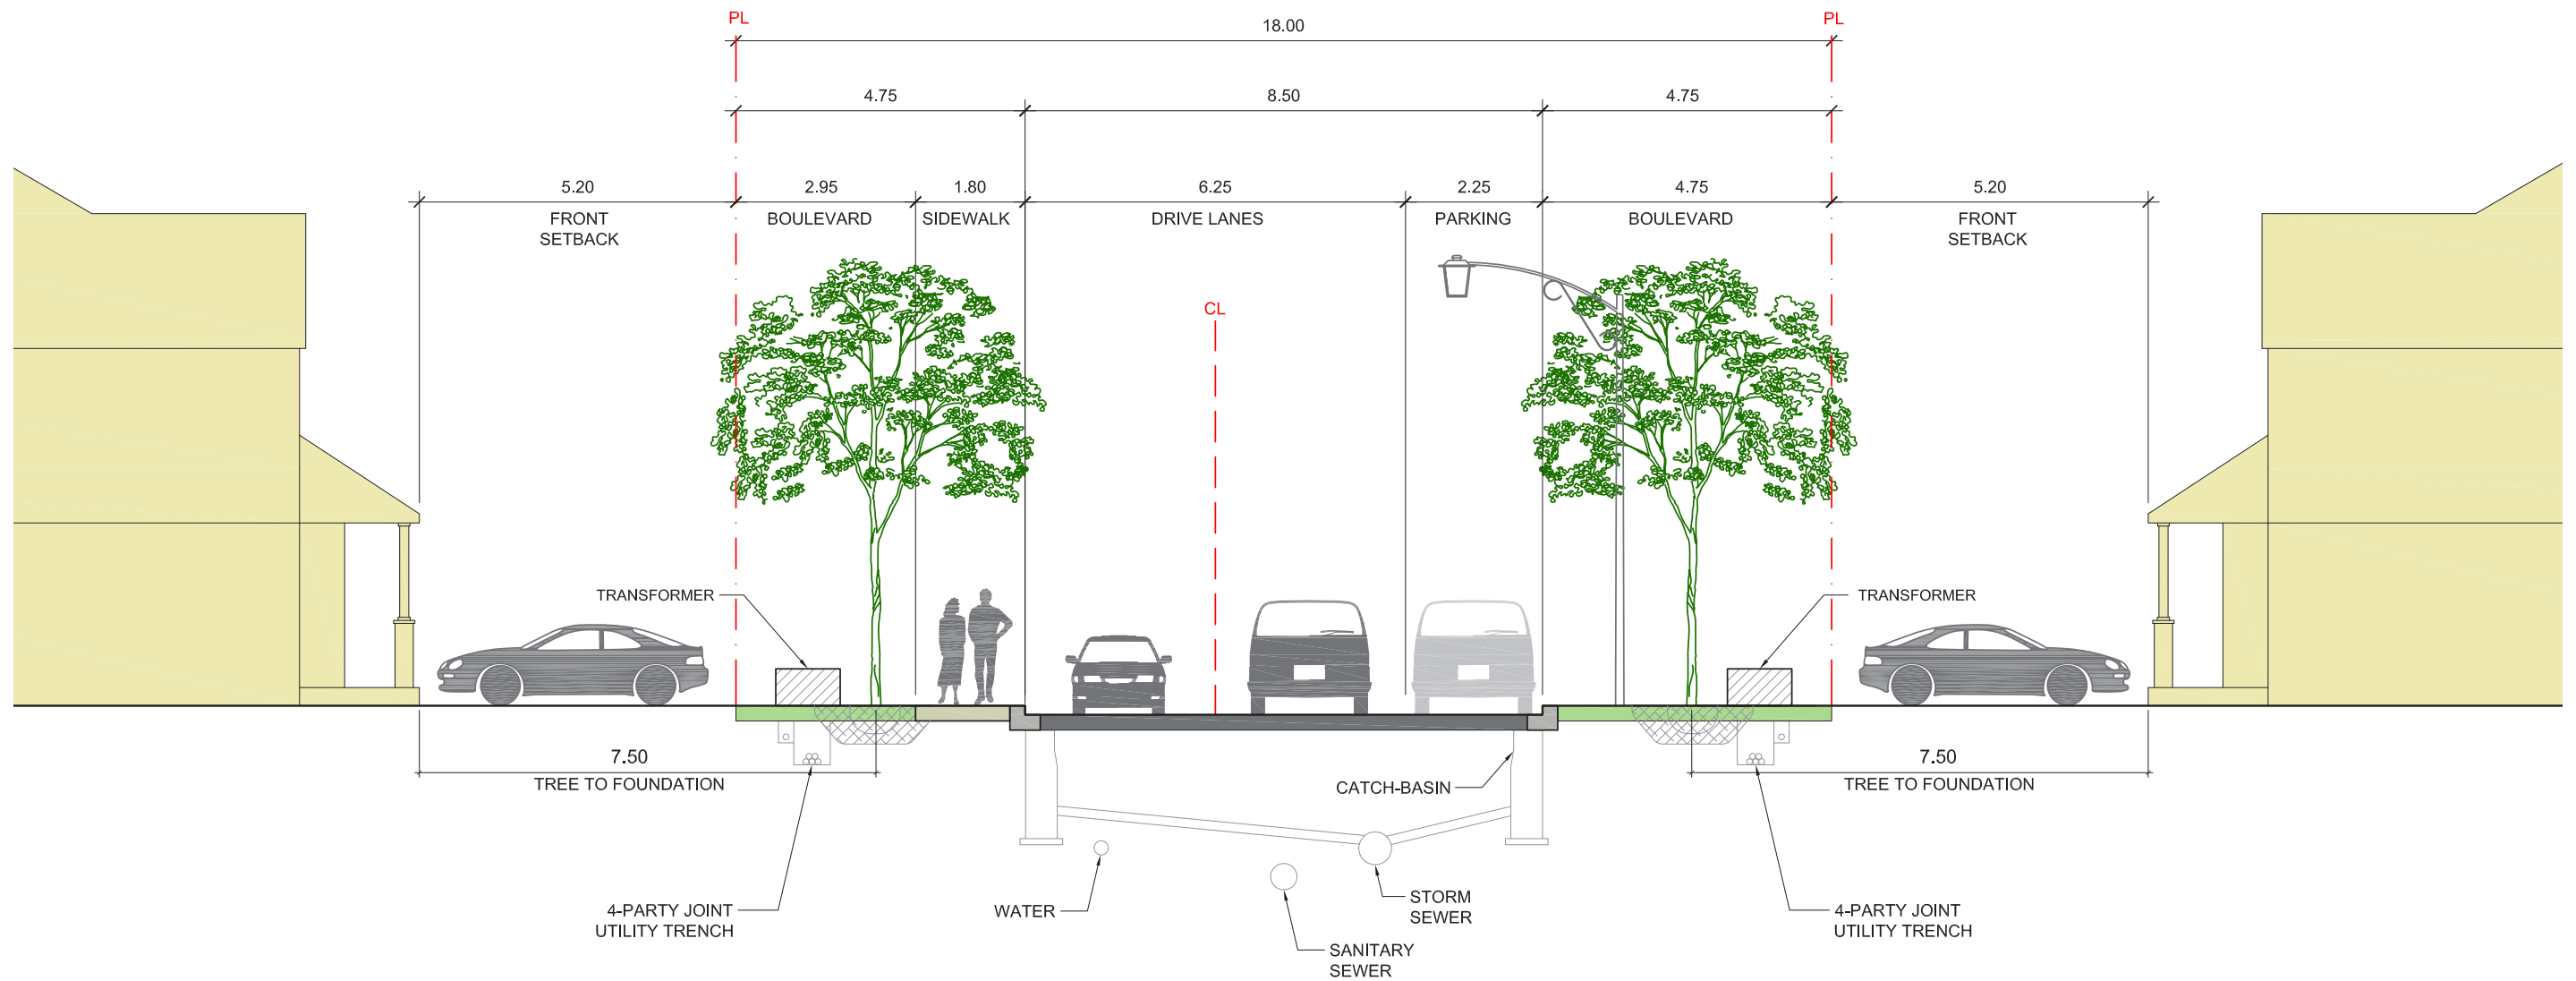 PL
PL
18.00
4.75
8.50
4.75
5.20
2.95
1.80
6.25
2.25
4.75
5.20
FRONT
SETBACK
BOULEVARD
SIDEWALK
DRIVE LANES
PARKING
BOULEVARD
FRONT
SETBACK
CL
TRANSFORMER
TRANSFORMER
7.50
TREE TO FOUNDATION
7.50
TREE TO FOUNDATION
CATCH-BASIN
4-PARTY JOINT
UTILITY TRENCH
WATER
STORM
SEWER
SANITARY
SEWER
4-PARTY JOINT
UTILITY TRENCH